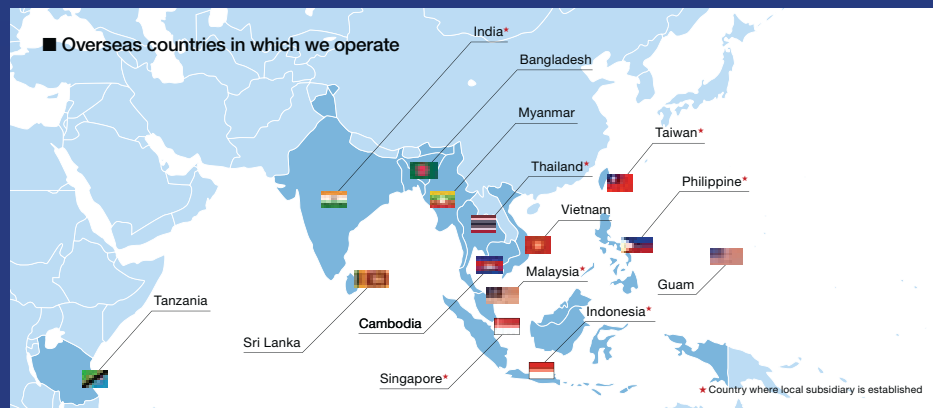 ■ Overseas countries in which we operate
India*
Bangladesh
Myanmar
Taiwan*
Thailand*
Philippine*
Vietnam
Malaysia*
Guam
Tanzania
Indonesia*
Cambodia
Sri Lanka
Singapore*
* Country where local subsidiary is established